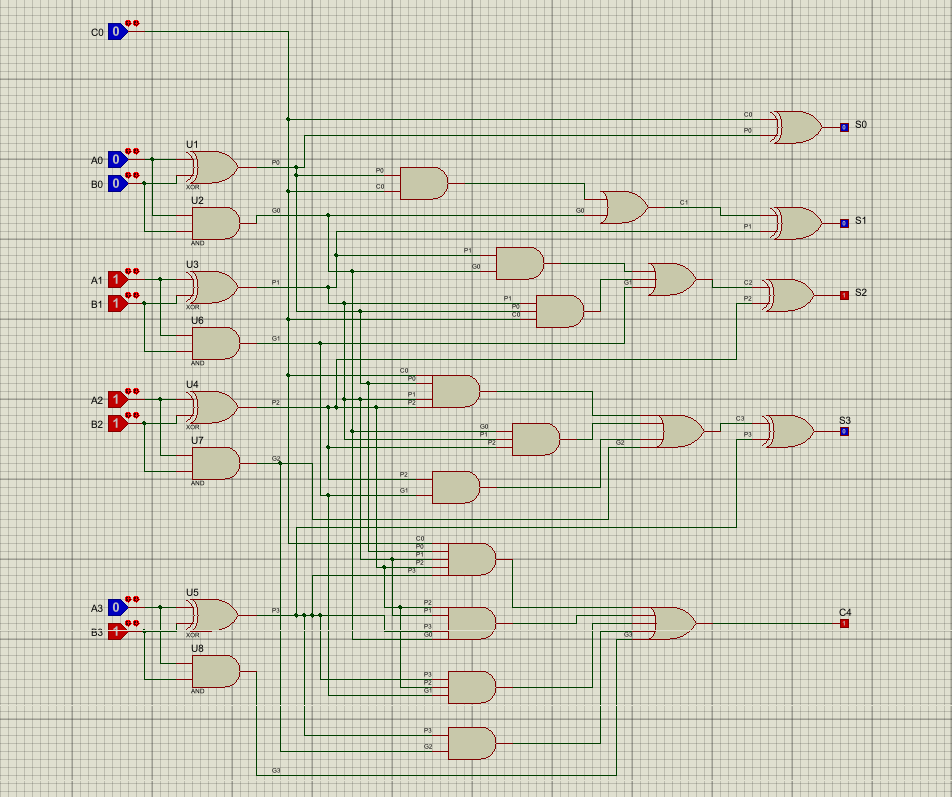 C0 0
C0
P0
0 S0
U1
A0 0
B0 0
XOR
P0
P0
C0
U2
AND
G0
G0
C1
P1
0 S1
U3
A1 1
B1 1
XOR
P1
P1
G0
G1
P1
P0
C0
C2
P2
1 S2
U6
AND
G1
U4
A2 1
B2 1
XOR
P2
C0
P0
P1
P2
G0
P1
P2
G2
C3
P3
0 S3
U7
AND
G2
P2
G1
C0
P0
P1
P2
P3
U5
A3 0
B3 1
XOR
P3
P2
P1
P3
G0
G3
C4
1
U8
AND
P3
P2
G1
P3
G2
G3